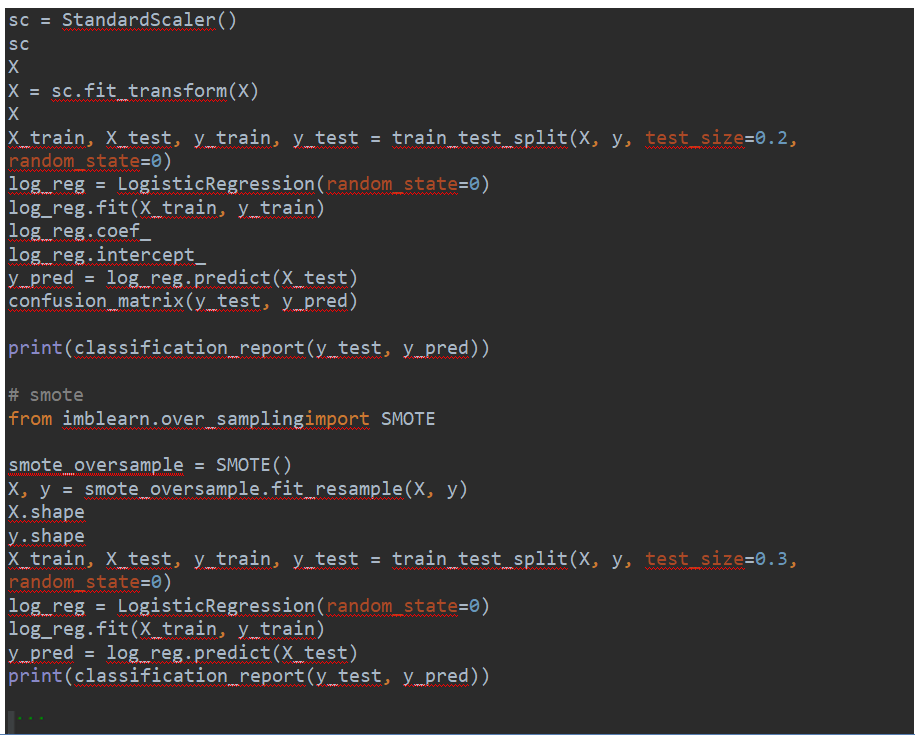 sc = StandardScaler()
sc
X
X = sc.fit_transform(X)
X
X_train, X_test, y_train, y_test = train_test_split(X, y, test_size=0.2,
random_state=0)
log_reg = LogisticRegression(random_state=0)
log_reg.fit(X_train, y_train)
log_reg.coef_
log_reg.intercept_
y_pred = log_reg.predict(X_test)
confusion_matrix(y_test, y_pred)
print(classification_report(y_test, y_pred))
# smote
from imblearn.over_samplingimport SMOTE
smote_oversample = SMOTE()
X, y = smote_oversample.fit_resample(X, y)
X.shape
y.shape
X_train, X_test, y_train, y_test = train_test_split(X, y, test_size=0.3,
random_state=0)
log_reg = LogisticRegression(random_state=0)
log_reg.fit(X_train, y_train)
y_pred = log_reg.predict(X_test)
print(classification_report(y_test, y_pred))
...